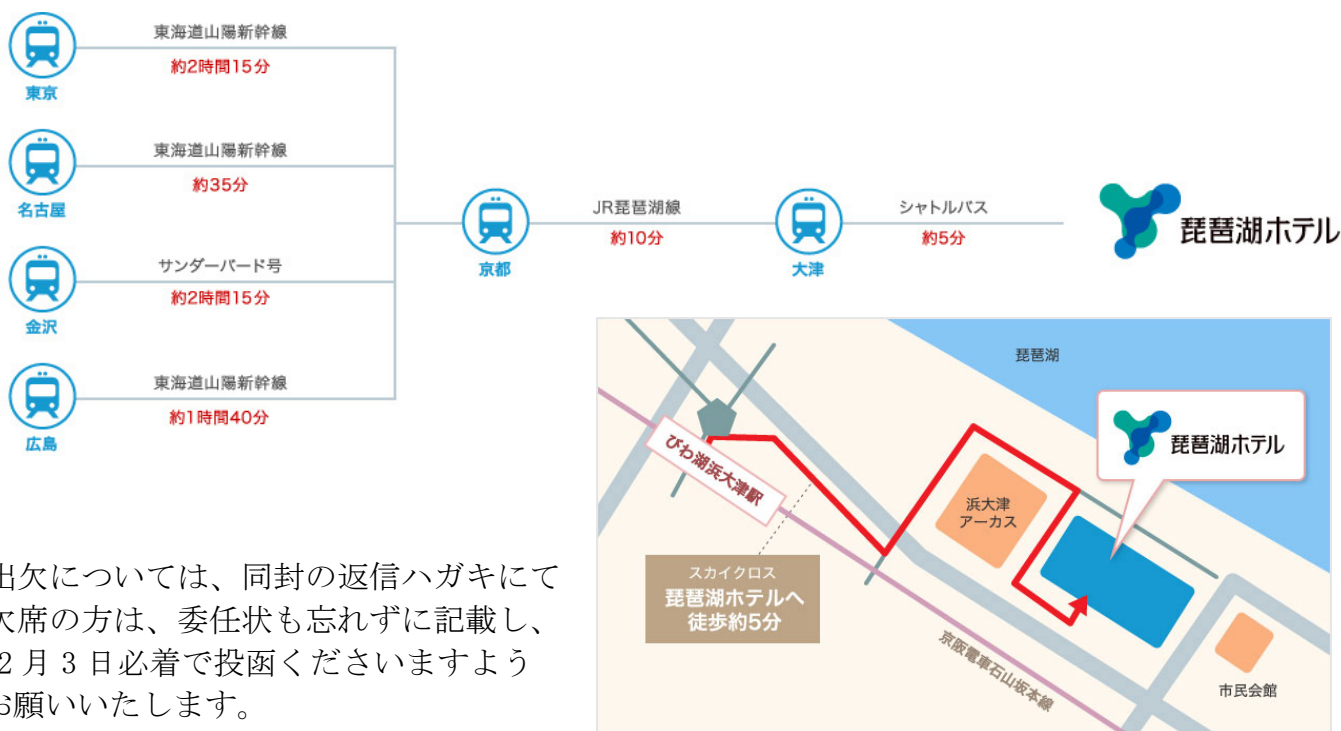 東海道山陽新幹線
約2時間15分
東京
東海道山陽新幹線
約35分
名古屋
サンダーバード号
約2時間15分
金沢
東海道山陽新幹線
約1時間40分
広島
京都
JR琵琶湖線
約10分
大津
シャトルバス
約5分
琵琶湖ホテル
琵琶湖
琵琶湖ホテル
びわ湖浜大津駅
浜大津
アーカス
スカイクロス
琵琶湖ホテルへ
徒歩約5分
京阪電車石山坂本線
市民会館
出欠については、同封の返信ハガキにて
欠席の方は、委任状も忘れずに記載し、
2月3日必着で投函くださいますよう
お願いいたします。